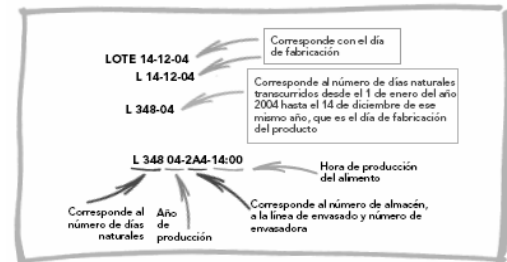 LOTE 14-12-04
L 14-12-04
Corresponde con el día
de fabricación
L 348-04
Corresponde al número de días naturales
transcurridos desde el 1 de enero del año
2004 hasta el 14 de diciembre de ese
mismo año, que es el día de fabricación
del producto
L 348 04-2A4-14:00
Hora de producción
del alimento
Corresponde al
número de días
naturales
Año
de
producción
Corresponde al número de almacén,
a la línea de envasado y número de
envasadora